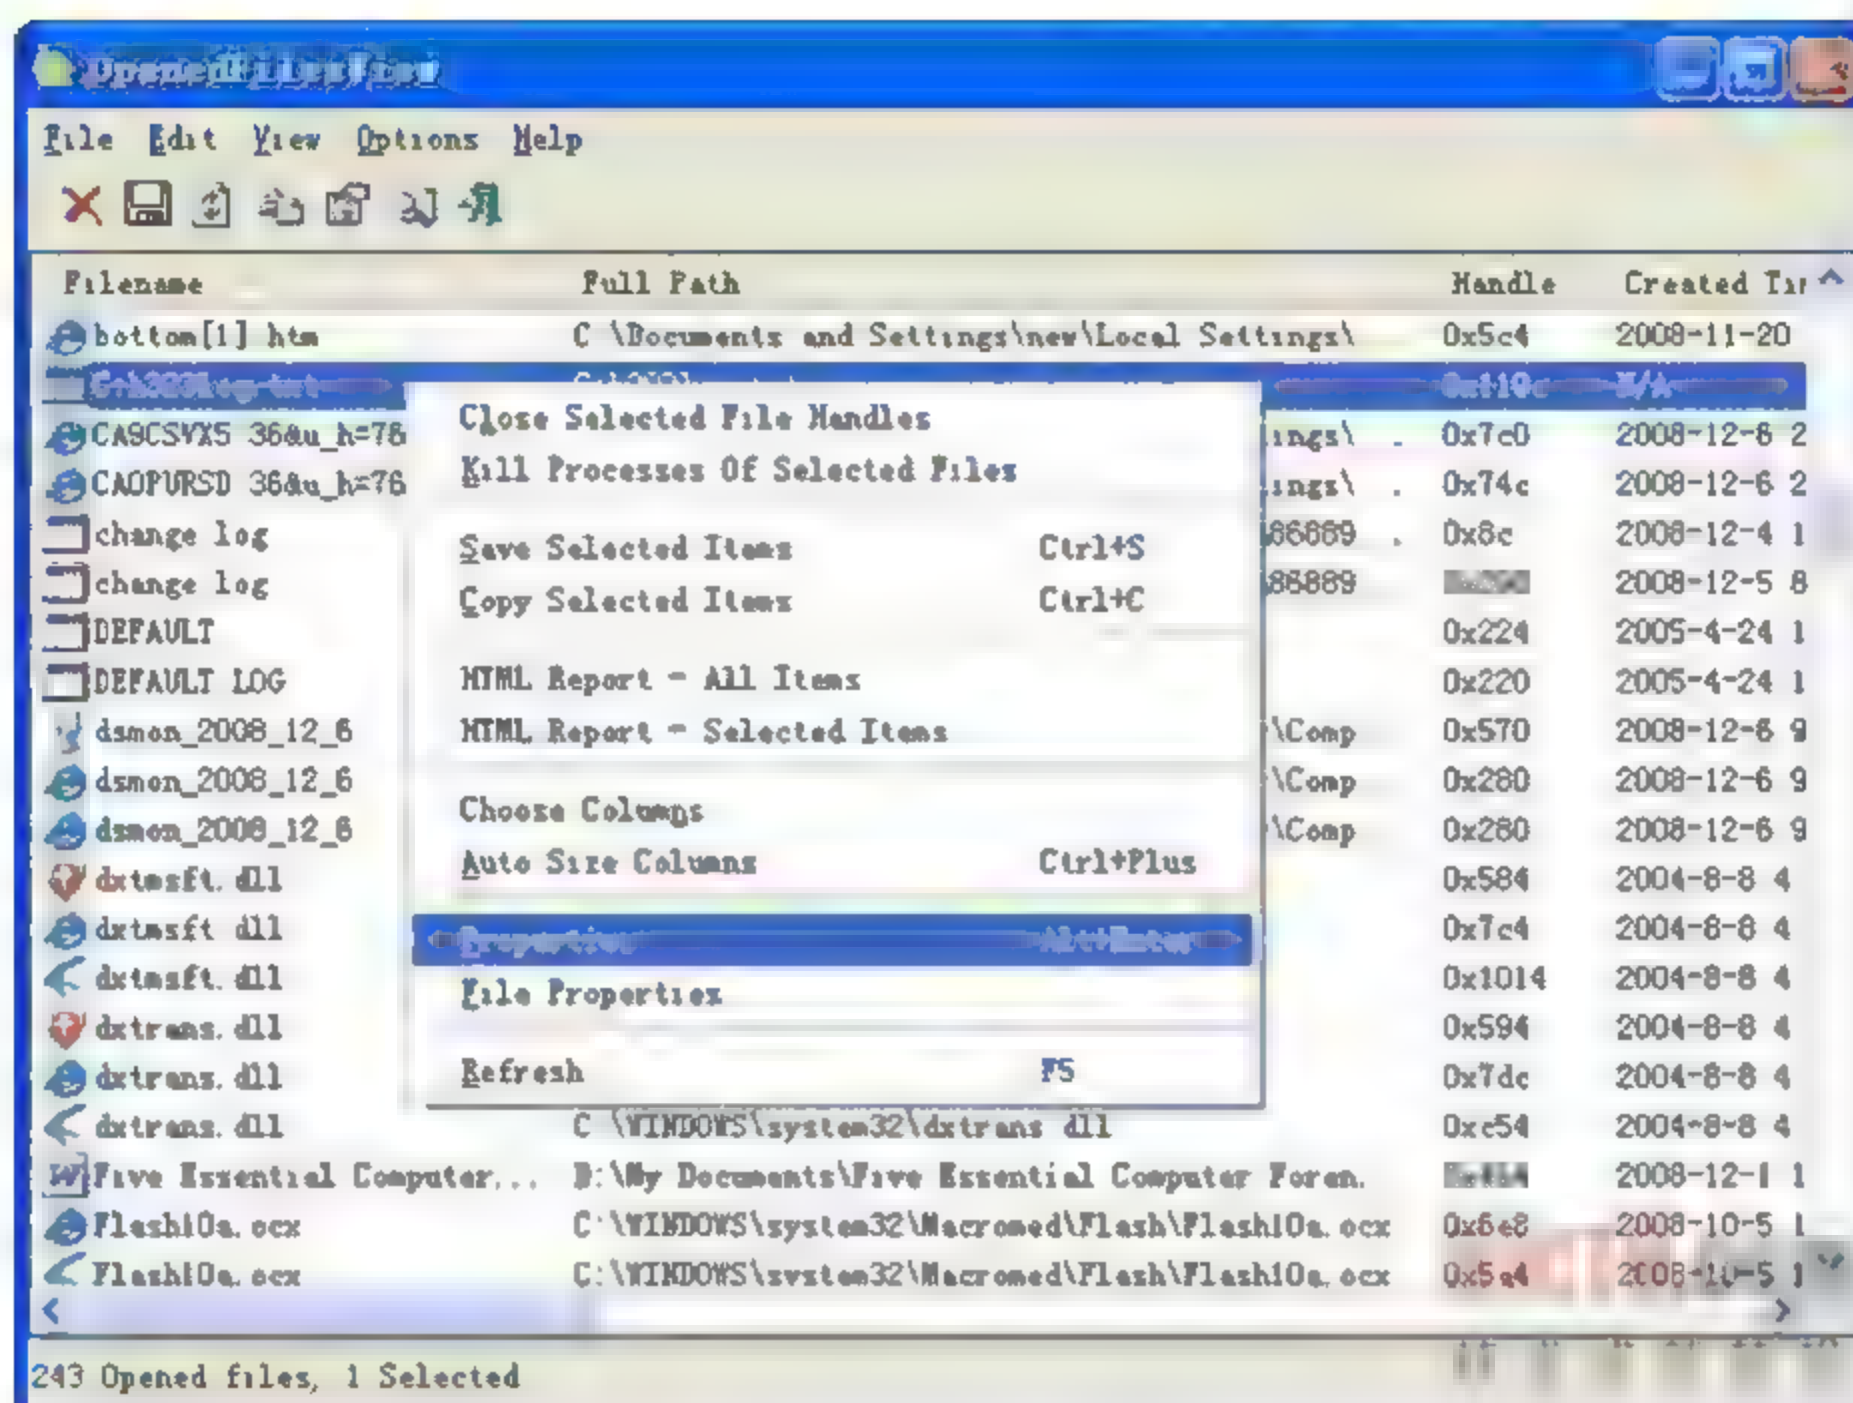 OpenedFilesView
File Edit View Options Help
Filename Full Path Handle Created
bottom[1] htm C \Documents and Settings\new\Local Settings\ 0x5c4 2008-11-20
N/A
CA9CSVX5 36&u_h=76 ings\ . 0x7c0 2008-12-6 2
CAOPURSD 36&u_h=76 ings\ . 0x74c 2008-12-6 2
change log 86889 . 0x8c 2008-12-4 1
change log 86889 2008-12-5 8
DEFAULT 0x224 2005-4-24 1
DEFAULT LOG 0x220 2005-4-24 1
dsmon_2008_12_6 \Comp 0x570 2008-12-6 9
dsmon_2008_12_6 \Comp 0x280 2008-12-6 9
dsmon_2008_12_6 \Comp 0x280 2008-12-6 9
dxtmsft.dll 0x584 2004-8-8 4
dxtmsft dll 0x7c4 2004-8-8 4
dxtmsft.dll 0x1014 2004-8-8 4
dxtrans.dll 0x594 2004-8-8 4
dxtrans.dll 0x7dc 2004-8-8 4
dxtrans.dll C \WINDOWS\system32\dxtrans dll 0xc54 2004-8-8 4
Five Essential Computer... D:\My Documents\Five Essential Computer Foren. 2008-12-1 1
Flash10a.ocx C:\WINDOWS\system32\Macromed\Flash\Flash10a.ocx 0x6e8 2008-10-5 1
Flash10a.ocx C:\WINDOWS\system32\Macromed\Flash\Flash10a.ocx 0x5a4 2008-10-5 1
Close Selected File Handles
Kill Processes Of Selected Files
Save Selected Items Ctrl+S
Copy Selected Items Ctrl+C
HTML Report - All Items
HTML Report - Selected Items
Choose Columns
Auto Size Columns Ctrl+Plus
Properties Alt+Enter
File Properties
Refresh F5
243 Opened files, 1 Selected